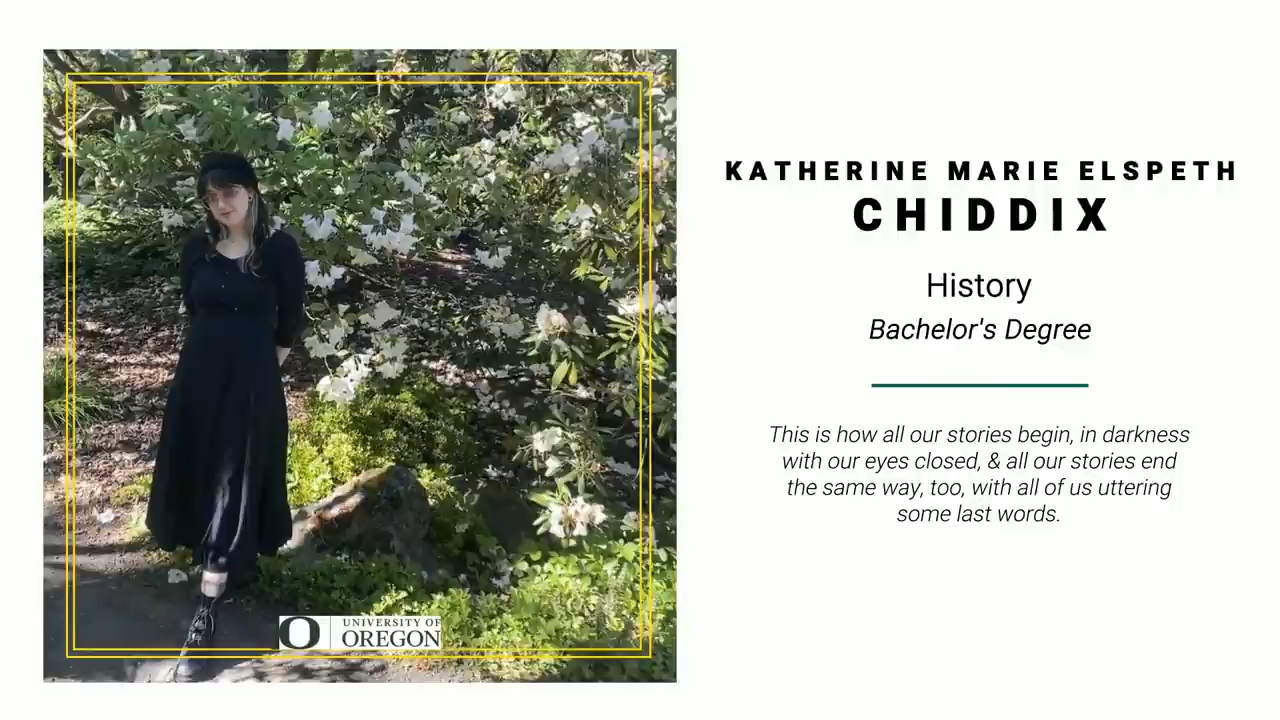 KATHERINE MARIE ELSPETH
CHIDDIX
History
Bachelor's Degree
This is how all our stories begin, in darkness
with our eyes closed, & all our stories end
the same way, too, with all of us uttering
some last words.
O UNIVERSITY OF
OREGON